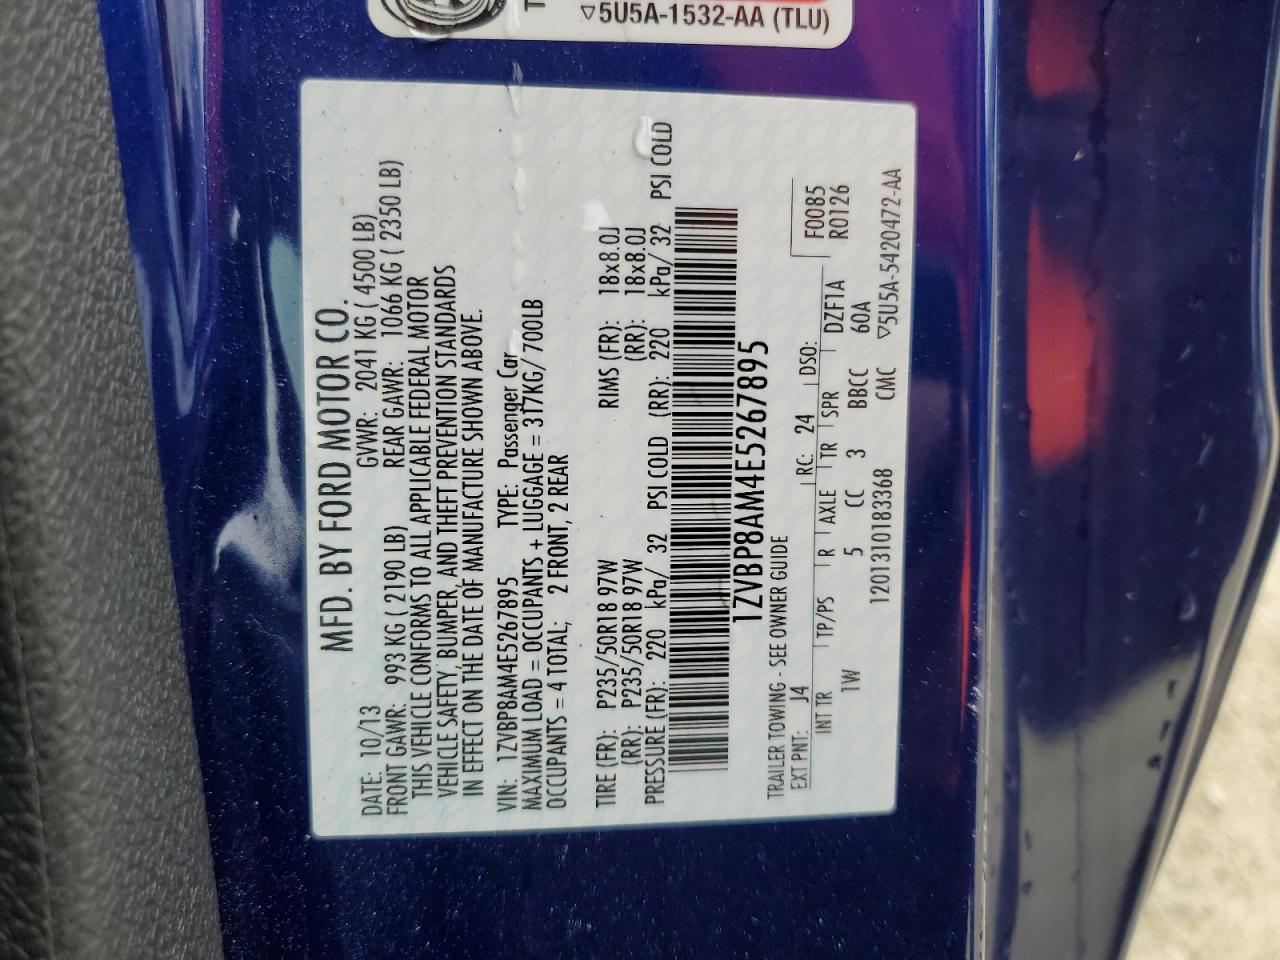 ▽5U5A-1532-AA (TLU)
MFD. BY FORD MOTOR CO.
DATE: 10/13 GVWR: 2041 KG ( 4500 LB)
FRONT GAWR: 993 KG ( 2190 LB) REAR GAWR: 1066 KG ( 2350 LB)
THIS VEHICLE CONFORMS TO ALL APPLICABLE FEDERAL MOTOR
VEHICLE SAFETY, BUMPER, AND THEFT PREVENTION STANDARDS
IN EFFECT ON THE DATE OF MANUFACTURE SHOWN ABOVE.
VIN: 1ZVBP8AM4E5267895 TYPE: Passenger Car
MAXIMUM LOAD = OCCUPANTS + LUGGAGE = 317KG/ 700LB
OCCUPANTS = 4 TOTAL; 2 FRONT, 2 REAR
TIRE (FR): P235/50R18 97W RIMS (FR): 18x8.0J
(RR): P235/50R18 97W (RR): 18x8.0J
PRESSURE (FR): 220 kPa/ 32 PSI COLD (RR): 220 kPa/ 32 PSI COLD
1ZVBP8AM4E5267895
TRAILER TOWING - SEE OWNER GUIDE
EXT PNT: J4 RC: 24 DSO: F0085
R0126
INT TR TP/PS R AXLE TR SPR DZF1A
1W 5 CC 3 BBCC 60A
12013101833​68 CMC ▽5U5A-5420472-AA